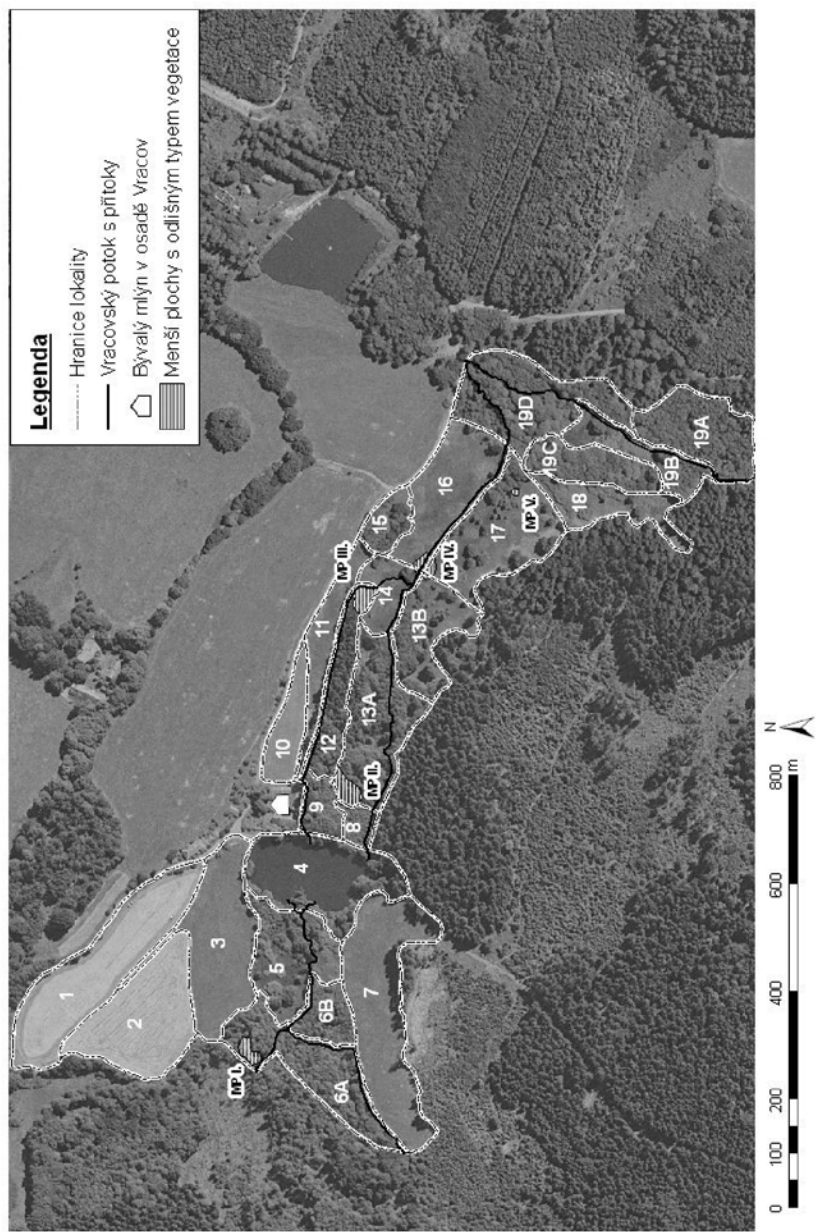 Legenda
Hranice lokality
Vracovský potok s přítoky
Bývalý mlýn v osadě Vracov
Menší plochy s odlišným typem vegetace
1
2
3
MP I.
4
5
6A
6B
7
8
9
MP II.
10
11
12
13A
13B
MP III.
14
15
MP IV.
16
17
MP V.
18
19A
19B
19C
19D
N
0 100 200 400 600 800
m